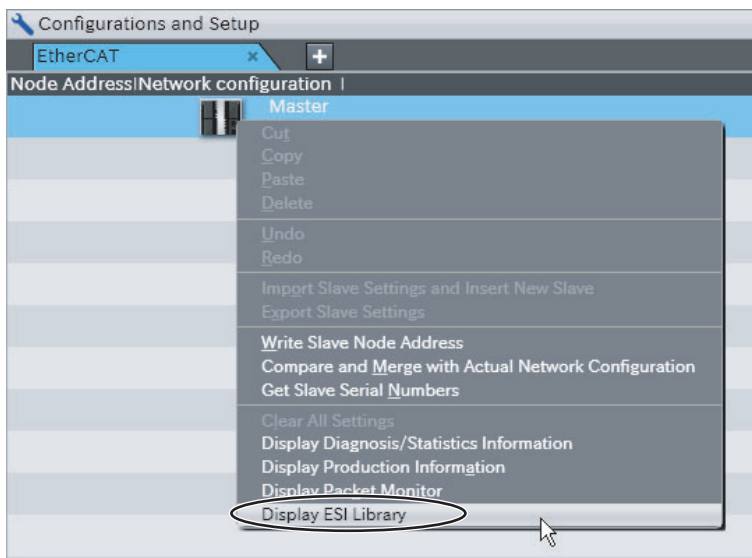 Configurations and Setup
EtherCAT
Node Address|Network configuration |
Master
Cut
Copy
Paste
Delete
Undo
Redo
Import Slave Settings and Insert New Slave
Export Slave Settings
Write Slave Node Address
Compare and Merge with Actual Network Configuration
Get Slave Serial Numbers
Clear All Settings
Display Diagnosis/Statistics Information
Display Production Information
Display Packet Monitor
Display ESI Library